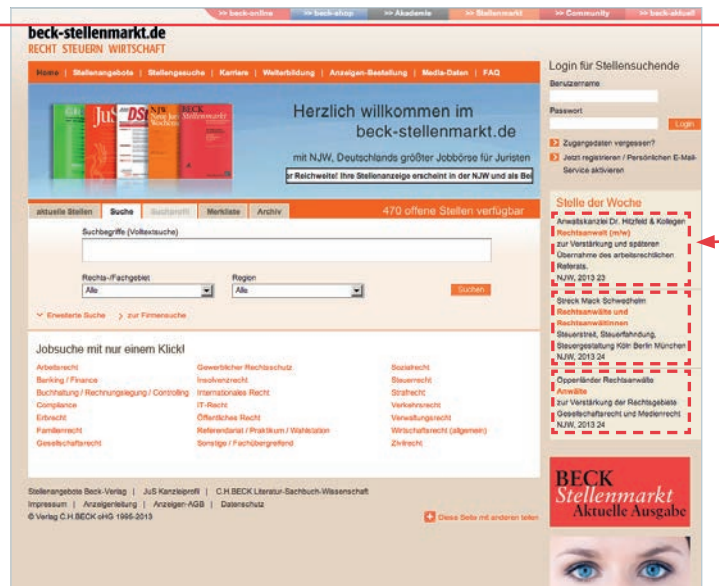 >> beck-online >> beck-shop >> Akademie >> Stellenmarkt >> Community >> beck-aktuell
beck-stellenmarkt.de
RECHT STEUERN WIRTSCHAFT
Home | Stellenangebote | Stellengesuche | Karriere | Weiterbildung | Anzeigen-Bestellung | Media-Daten | FAQ
JuS
DSt
NJW
Neue Juristische
Wochenschrift
BECK
Stellenmarkt
Herzlich willkommen im
beck-stellenmarkt.de
mit NJW, Deutschlands größter Jobbörse für Juristen
er Reichweite! Ihre Stellenanzeige erscheint in der NJW und als Bei
aktuelle Stellen Suche Suchprofil Merkliste Archiv 470 offene Stellen verfügbar
Suchbegriffe (Volltextsuche)
Rechts-/Fachgebiet Region
Alle Alle Suchen
Erweiterte Suche zur Firmensuche
Jobsuche mit nur einem Klick!
Arbeitsrecht Gewerblicher Rechtsschutz Sozialrecht
Banking / Finance Insolvenzrecht Steuerrecht
Buchhaltung / Rechnungslegung / Controlling Internationales Recht Strafrecht
Compliance IT-Recht Verkehrsrecht
Erbrecht Öffentliches Recht Verwaltungsrecht
Familienrecht Referendariat / Praktikum / Wahlstation Wirtschaftsrecht (allgemein)
Gesellschaftsrecht Sonstige / Fachübergreifend Zivilrecht
Stellenangebote Beck-Verlag | JuS Kanzleiprofil | C.H.BECK Literatur-Sachbuch-Wissenschaft
Impressum | Anzeigenleitung | Anzeigen-AGB | Datenschutz
© Verlag C.H.BECK oHG 1995-2013
Diese Seite mit anderen teilen
Login für Stellensuchende
Benutzername
Passwort
Login
Zugangsdaten vergessen?
Jetzt registrieren / Persönlichen E-Mail-
Service aktivieren
Stelle der Woche
Anwaltskanzlei Dr. Hitzfeld & Kollegen
Rechtsanwalt (m/w)
zur Verstärkung und späteren
Übernahme des arbeitsrechtlichen
Referats.
NJW, 2013 23
Streck Mack Schwedhelm
Rechtsanwälte und
Rechtsanwältinnen
Steuerstreit, Steuerfahndung,
Steuergestaltung Köln Berlin München
NJW, 2013 24
Oppenländer Rechtsanwälte
Anwälte
zur Verstärkung der Rechtsgebiete
Gesellschaftsrecht und Medienrecht
NJW, 2013 24
BECK
Stellenmarkt
Aktuelle Ausgabe